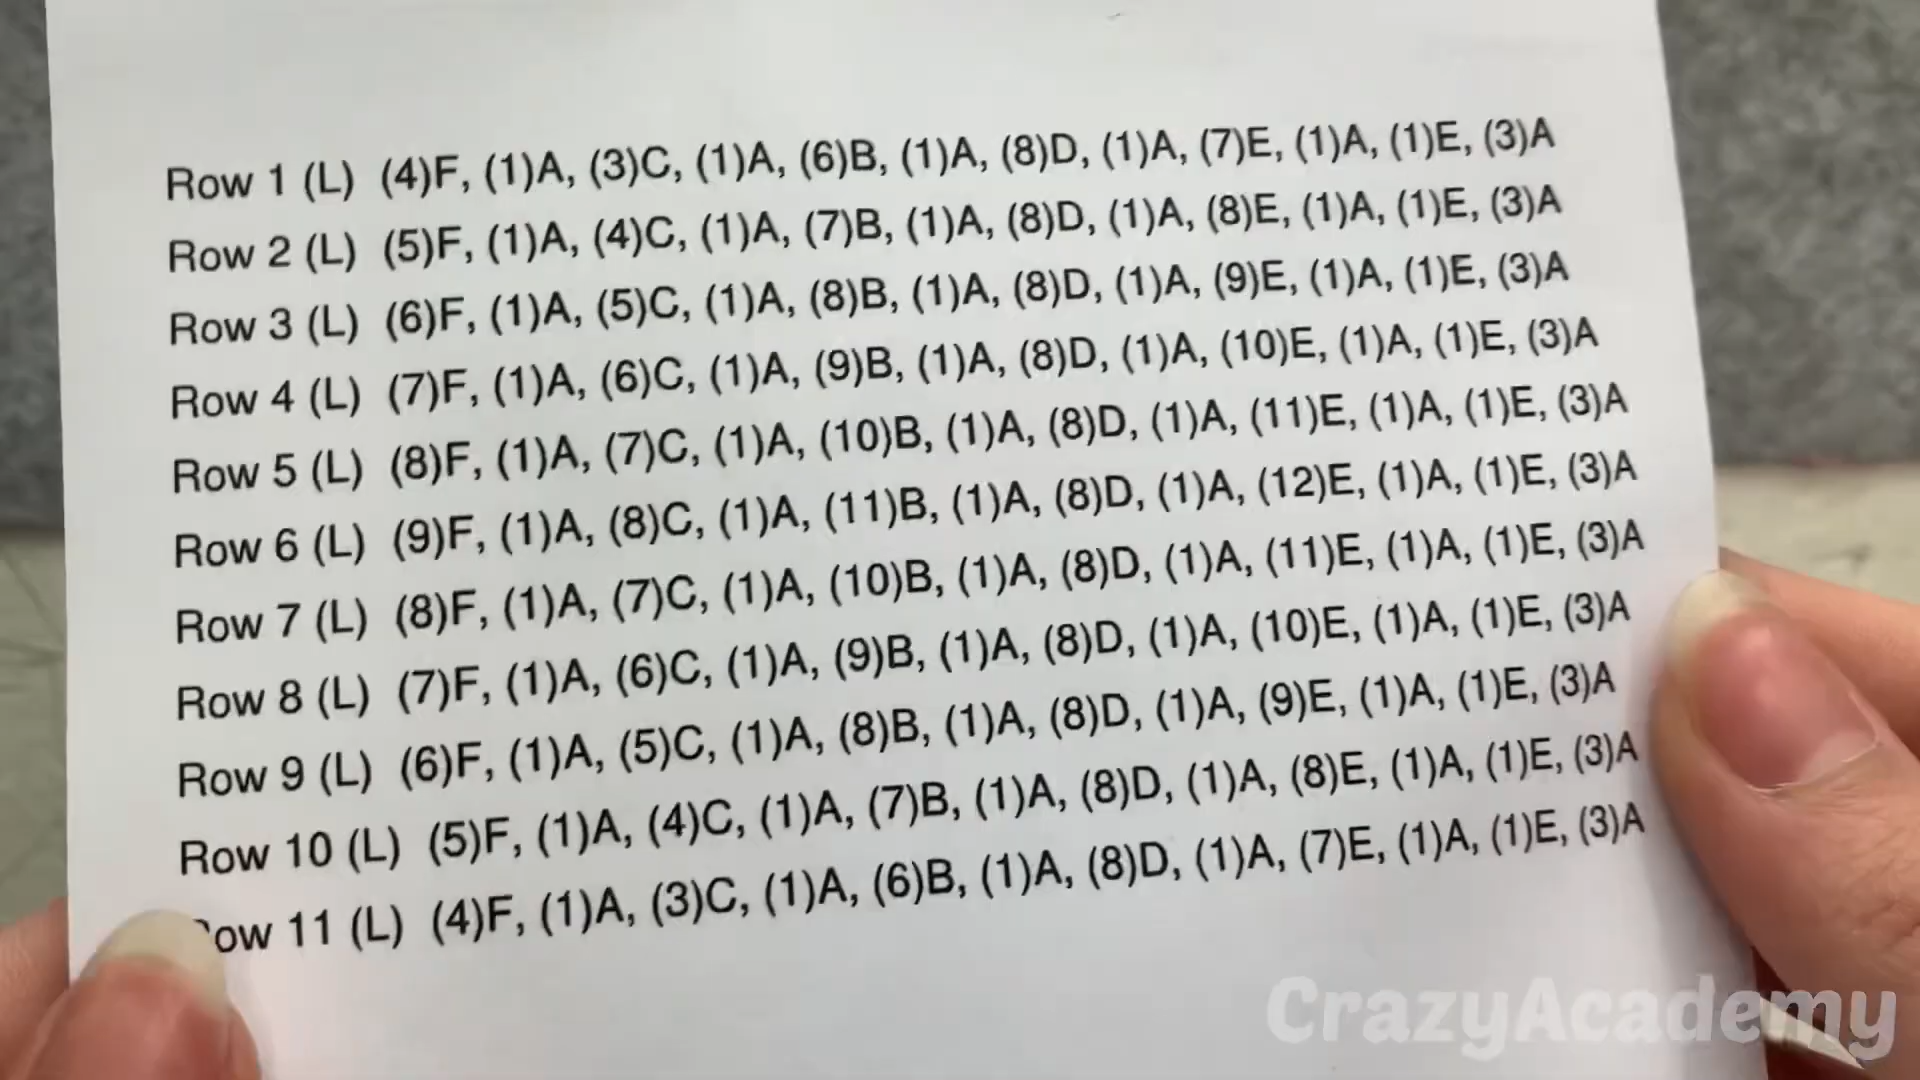 Row 1 (L) (4)F, (1)A, (3)C, (1)A, (6)B, (1)A, (8)D, (1)A, (7)E, (1)A, (1)E, (3)A
Row 2 (L) (5)F, (1)A, (4)C, (1)A, (7)B, (1)A, (8)D, (1)A, (8)E, (1)A, (1)E, (3)A
Row 3 (L) (6)F, (1)A, (5)C, (1)A, (8)B, (1)A, (8)D, (1)A, (9)E, (1)A, (1)E, (3)A
Row 4 (L) (7)F, (1)A, (6)C, (1)A, (9)B, (1)A, (8)D, (1)A, (10)E, (1)A, (1)E, (3)A
Row 5 (L) (8)F, (1)A, (7)C, (1)A, (10)B, (1)A, (8)D, (1)A, (11)E, (1)A, (1)E, (3)A
Row 6 (L) (9)F, (1)A, (8)C, (1)A, (11)B, (1)A, (8)D, (1)A, (12)E, (1)A, (1)E, (3)A
Row 7 (L) (8)F, (1)A, (7)C, (1)A, (10)B, (1)A, (8)D, (1)A, (11)E, (1)A, (1)E, (3)A
Row 8 (L) (7)F, (1)A, (6)C, (1)A, (9)B, (1)A, (8)D, (1)A, (10)E, (1)A, (1)E, (3)A
Row 9 (L) (6)F, (1)A, (5)C, (1)A, (8)B, (1)A, (8)D, (1)A, (9)E, (1)A, (1)E, (3)A
Row 10 (L) (5)F, (1)A, (4)C, (1)A, (7)B, (1)A, (8)D, (1)A, (8)E, (1)A, (1)E, (3)A
Row 11 (L) (4)F, (1)A, (3)C, (1)A, (6)B, (1)A, (8)D, (1)A, (7)E, (1)A, (1)E, (3)A
CrazyAcademy